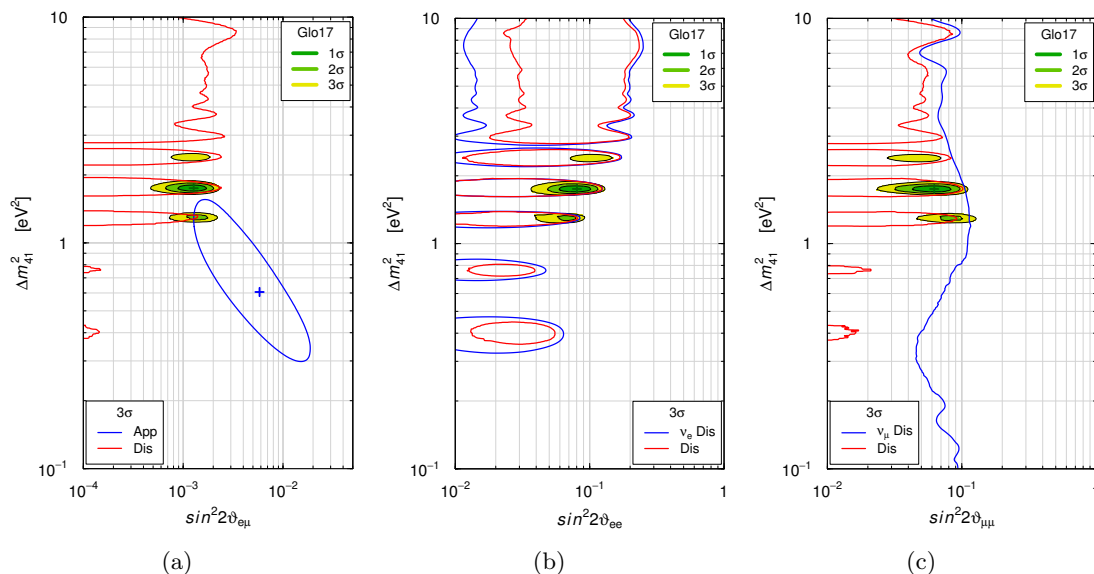 Glo17
1σ
2σ
3σ
10
1
10⁻¹
Δm²₄₁ [eV²]
3σ
App
Dis
10⁻⁴
10⁻³
10⁻²
sin²2ϑeμ
(a)
Glo17
1σ
2σ
3σ
10
1
10⁻¹
Δm²₄₁ [eV²]
3σ
νe Dis
Dis
10⁻²
10⁻¹
1
sin²2ϑee
(b)
Glo17
1σ
2σ
3σ
10
1
10⁻¹
Δm²₄₁ [eV²]
3σ
νμ Dis
Dis
10⁻²
10⁻¹
1
sin²2ϑμμ
(c)